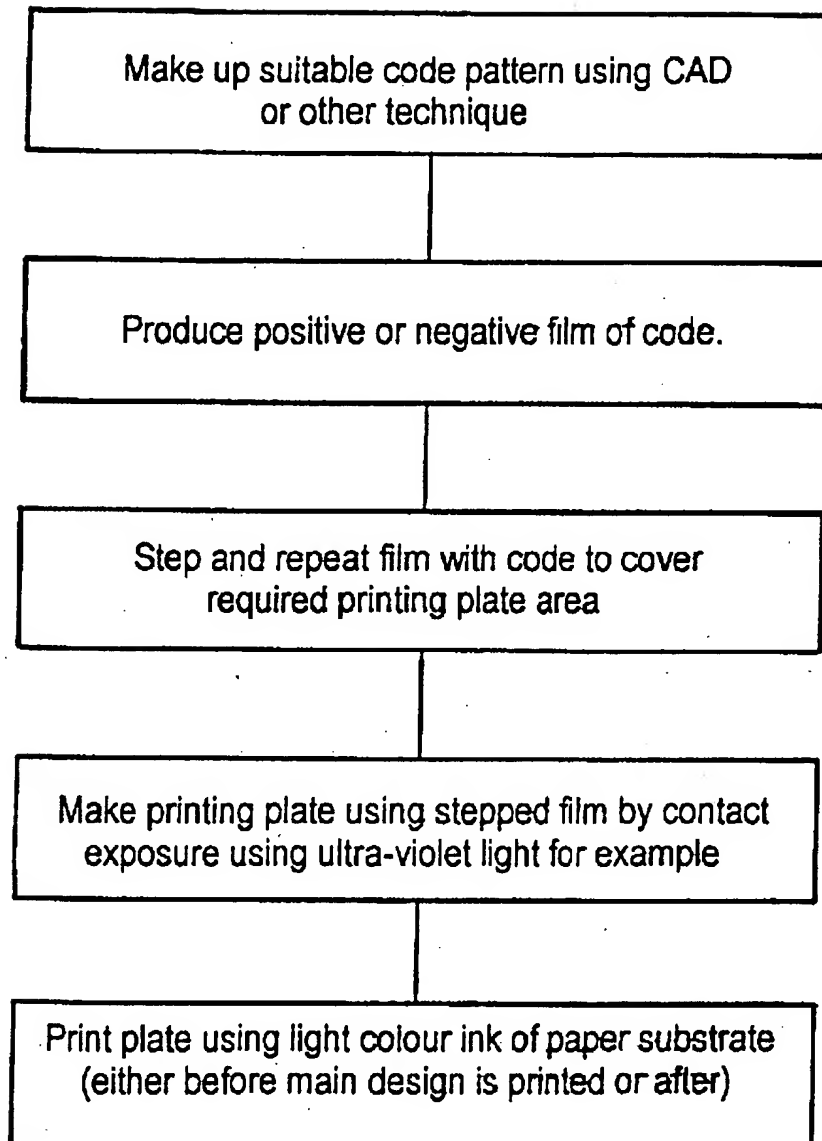 Make up suitable code pattern using CAD
or other technique
Produce positive or negative film of code.
Step and repeat film with code to cover
required printing plate area
Make printing plate using stepped film by contact
exposure using ultra-violet light for example
Print plate using light colour ink of paper substrate
(either before main design is printed or after)